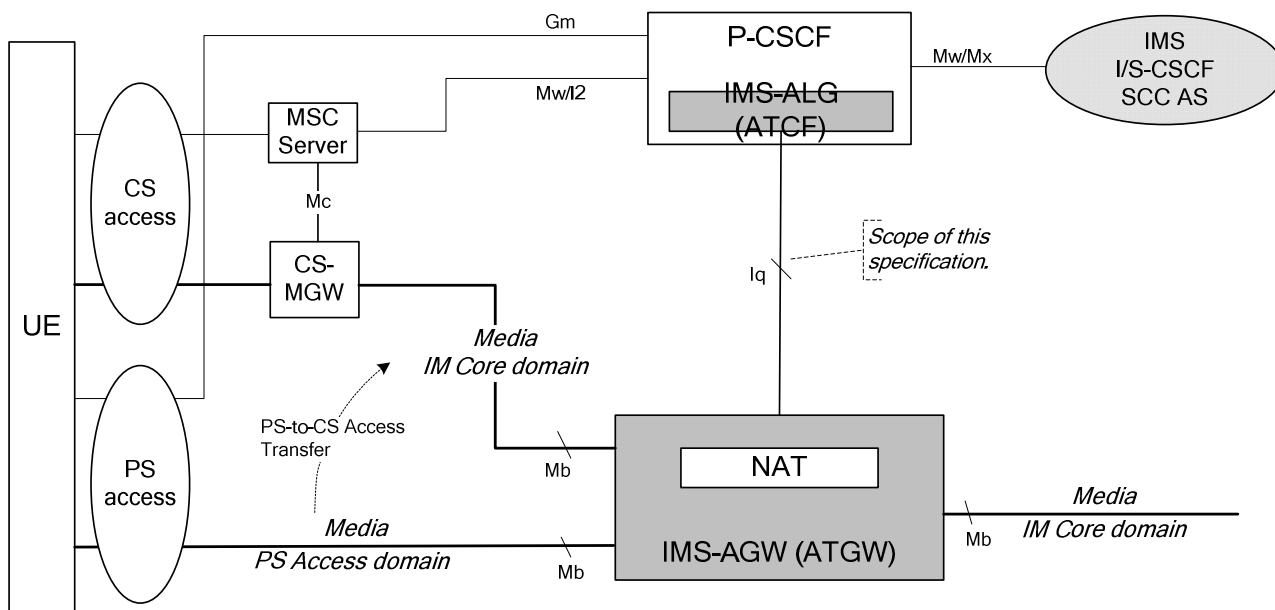 Gm
P-CSCF
IMS
I/S-CSCF
SCC AS
Mw/Mx
Mw/I2
IMS-ALG
(ATCF)
MSC
Server
CS
access
Mc
Scope of this
specification.
CS-
MGW
Iq
UE
Media
IM Core domain
PS-to-CS Access
Transfer
PS
access
Mb
NAT
Media
IM Core domain
Mb
Media
PS Access domain
Mb
IMS-AGW (ATGW)